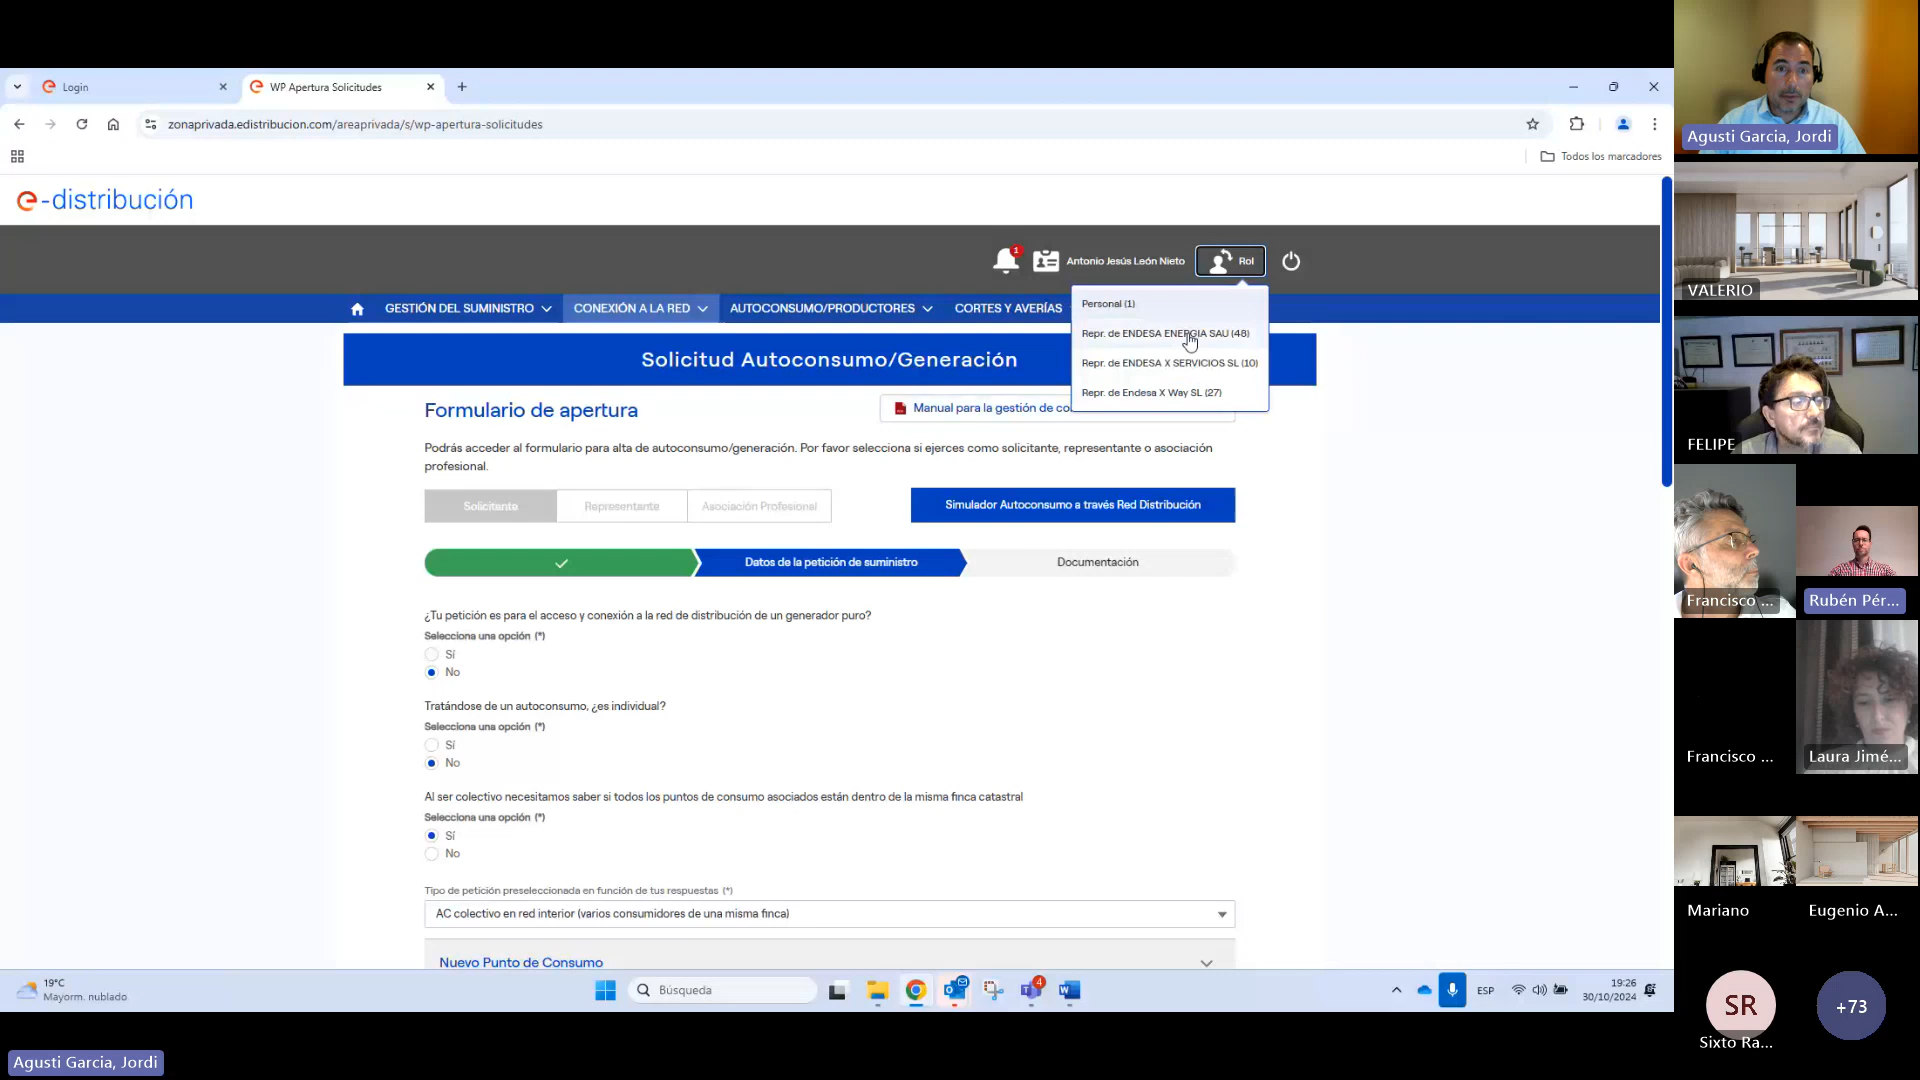 Login
WP Apertura Solicitudes
zonaprivada.edistribucion.com/areaprivada/s/wp-apertura-solicitudes
Todos los marcadores
e-distribución
1
Antonio Jesús León Nieto
Rol
Personal (1)
Repr. de ENDESA ENERGIA SAU (48)
Repr. de ENDESA X SERVICIOS SL (10)
Repr. de Endesa X Way SL (27)
GESTIÓN DEL SUMINISTRO
CONEXIÓN A LA RED
AUTOCONSUMO/PRODUCTORES
CORTES Y AVERÍAS
Solicitud Autoconsumo/Generación
Formulario de apertura
Manual para la gestión de co
Podrás acceder al formulario para alta de autoconsumo/generación. Por favor selecciona si ejerces como solicitante, representante o asociación
profesional.
Solicitante
Representante
Asociación Profesional
Simulador Autoconsumo a través Red Distribución
Datos de la petición de suministro
Documentación
¿Tu petición es para el acceso y conexión a la red de distribución de un generador puro?
Selecciona una opción (*)
Sí
No
Tratándose de un autoconsumo, ¿es individual?
Selecciona una opción (*)
Sí
No
Al ser colectivo necesitamos saber si todos los puntos de consumo asociados están dentro de la misma finca catastral
Selecciona una opción (*)
Sí
No
Tipo de petición preseleccionada en función de tus respuestas (*)
AC colectivo en red interior (varios consumidores de una misma finca)
Nuevo Punto de Consumo
19°C
Mayorm. nublado
Búsqueda
4
ESP
19:26
30/10/2024
Agusti Garcia, Jordi
Agusti Garcia, Jordi
VALERIO
FELIPE
Francisco ...
Rubén Pér...
Francisco ...
Laura Jimé...
Mariano
Eugenio A...
SR
Sixto Ra...
+73